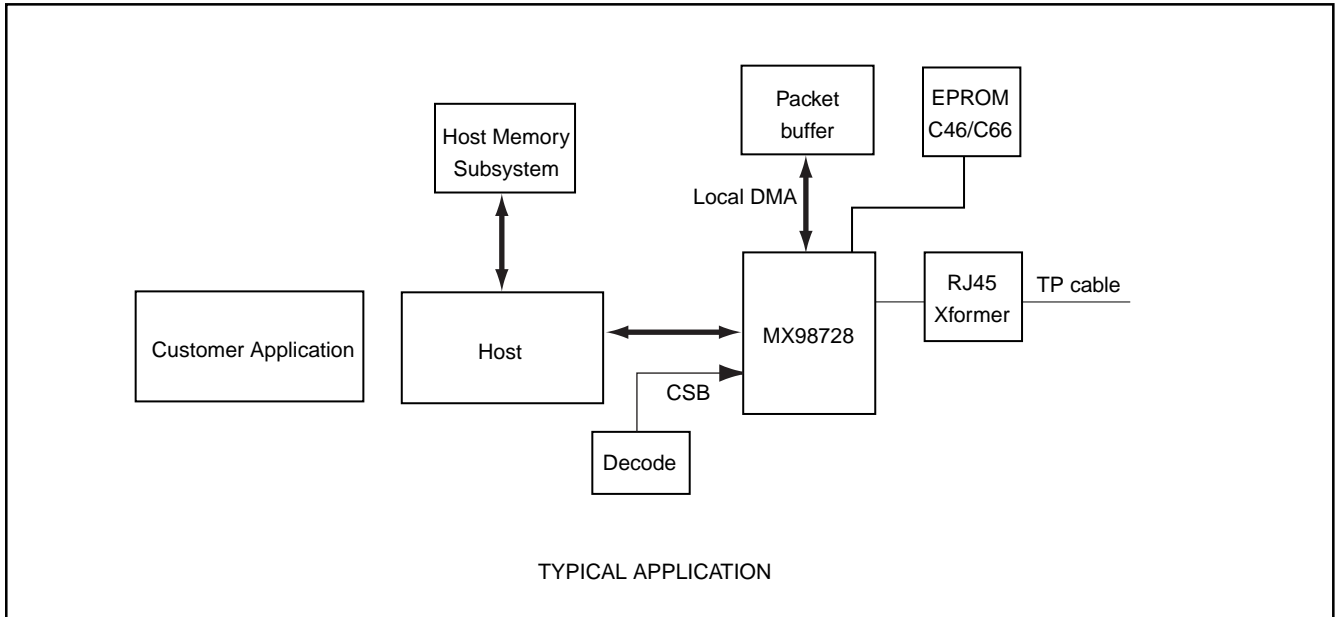 Packet
buffer
EPROM
C46/C66
Host Memory
Subsystem
Local DMA
RJ45
Xformer
TP cable
Customer Application
Host
MX98728
CSB
Decode
TYPICAL APPLICATION